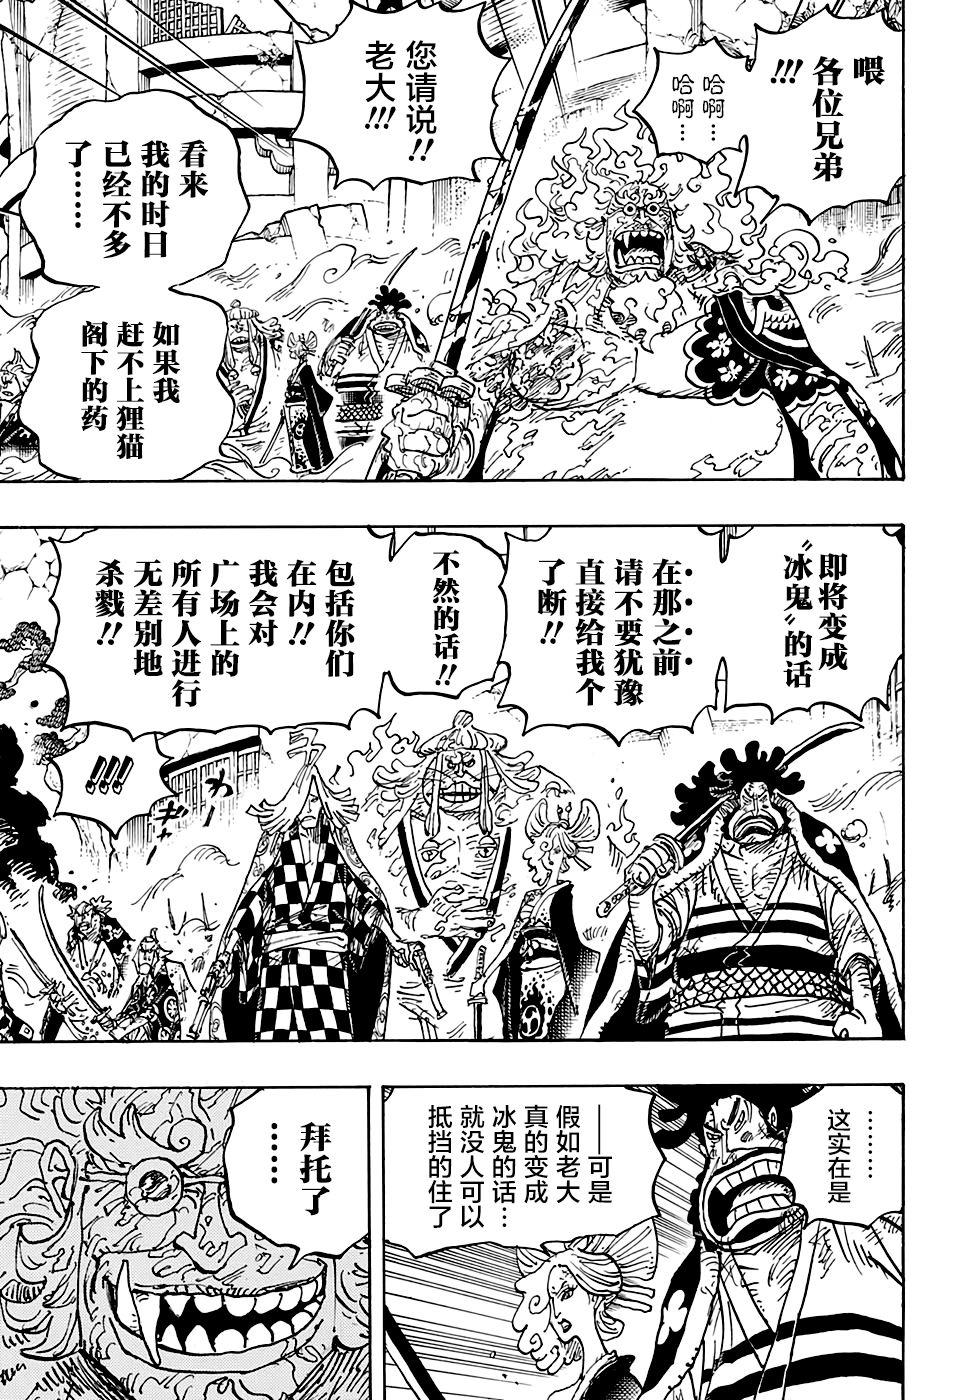 喂
各位兄弟
!!!
哈啊…
哈啊…
您请说
老大!!!
!!
看来
我的时日
已经不多
了……
如果我
赶不上狸猫
阁下的药
即将变成
“冰鬼”的话
在那之前
请不要犹豫
直接给我个
了断!!
不然的话!!
包括你们
在内!!
我会对
广场上的
所有人进行
无差别地
杀戮!!
!!!!
わー
ギャー
………
这实在是
——可是
假如老大
真的变成
冰鬼的话…
就没人可以
抵挡的住了
拜托了
……